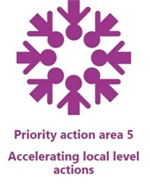 Priority action area 5
Accelerating local level
actions